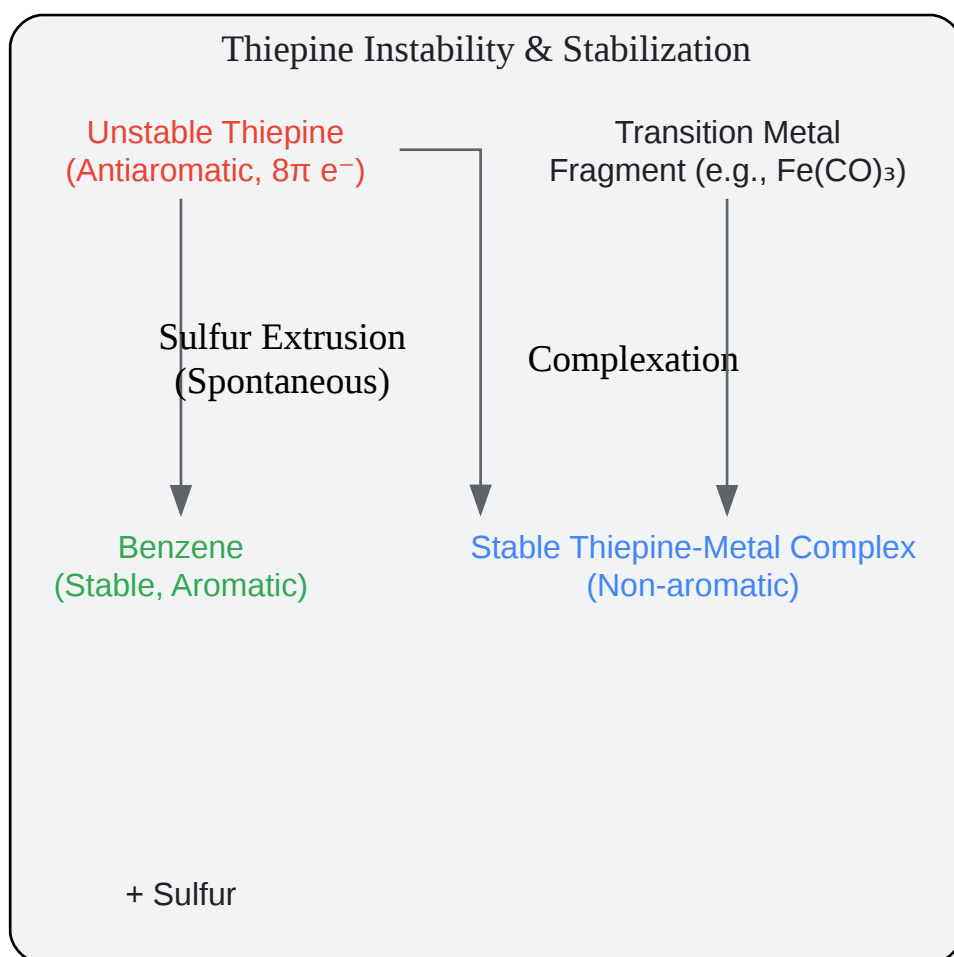 Thiepine Instability & Stabilization
Unstable Thiepine
(Antiaromatic, 8π e⁻)
Transition Metal
Fragment (e.g., Fe(CO)₃)
Sulfur Extrusion
(Spontaneous)
Complexation
Benzene
(Stable, Aromatic)
Stable Thiepine-Metal Complex
(Non-aromatic)
+ Sulfur